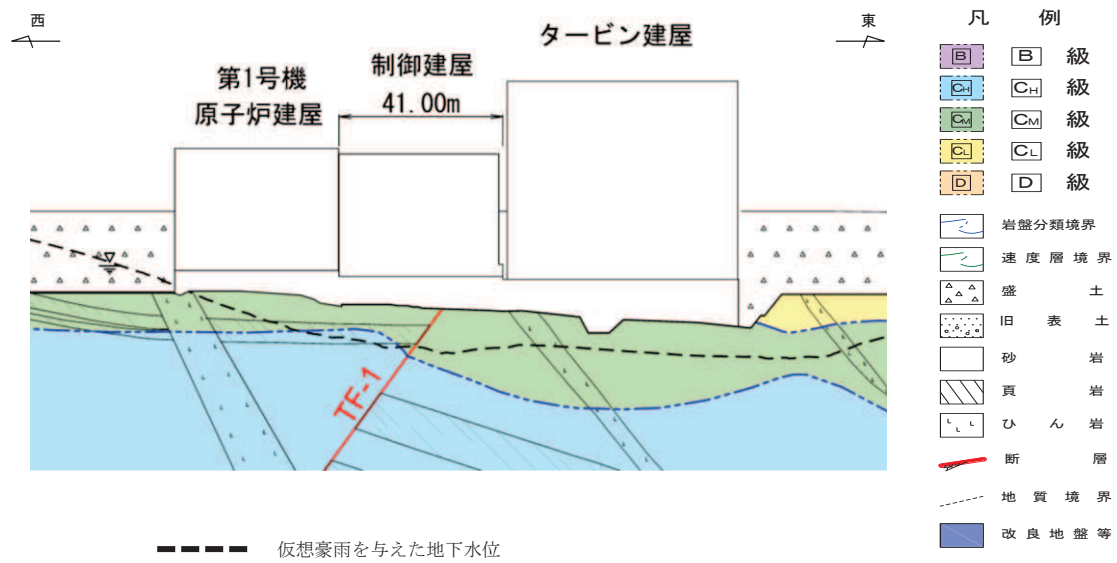 西
東
タービン建屋
制御建屋
41.00m
第1号機
原子炉建屋
TF-1
仮想豪雨を与えた地下水位
凡 例
B B 級
CH CH 級
CM CM 級
CL CL 級
D D 級
岩盤分類境界
速度層境界
盛土
旧表土
砂岩
頁岩
ひん岩
断層
地質境界
改良地盤等